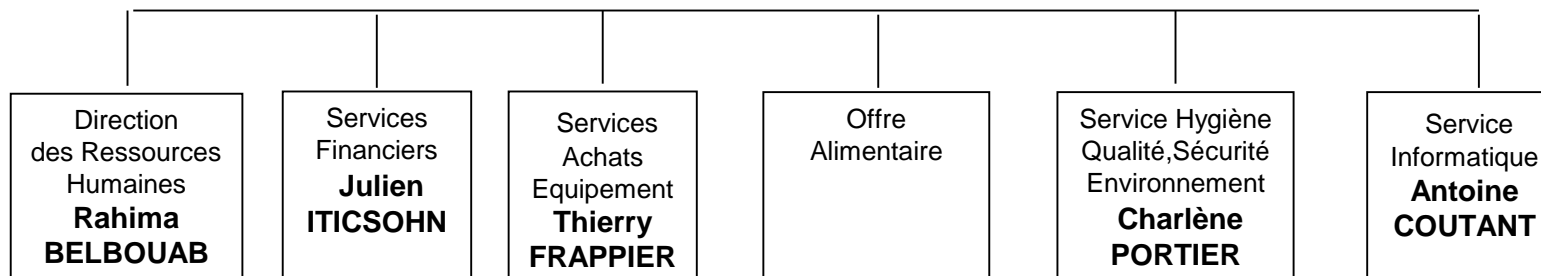 Direction
des Ressources
Humaines
Rahima
BELBOUAB
Services
Financiers
Julien
ITICSOHN
Services
Achats
Equipement
Thierry
FRAPPIER
Offre
Alimentaire
Service Hygiène
Qualité,Sécurité
Environnement
Charlène
PORTIER
Service
Informatique
Antoine
COUTANT